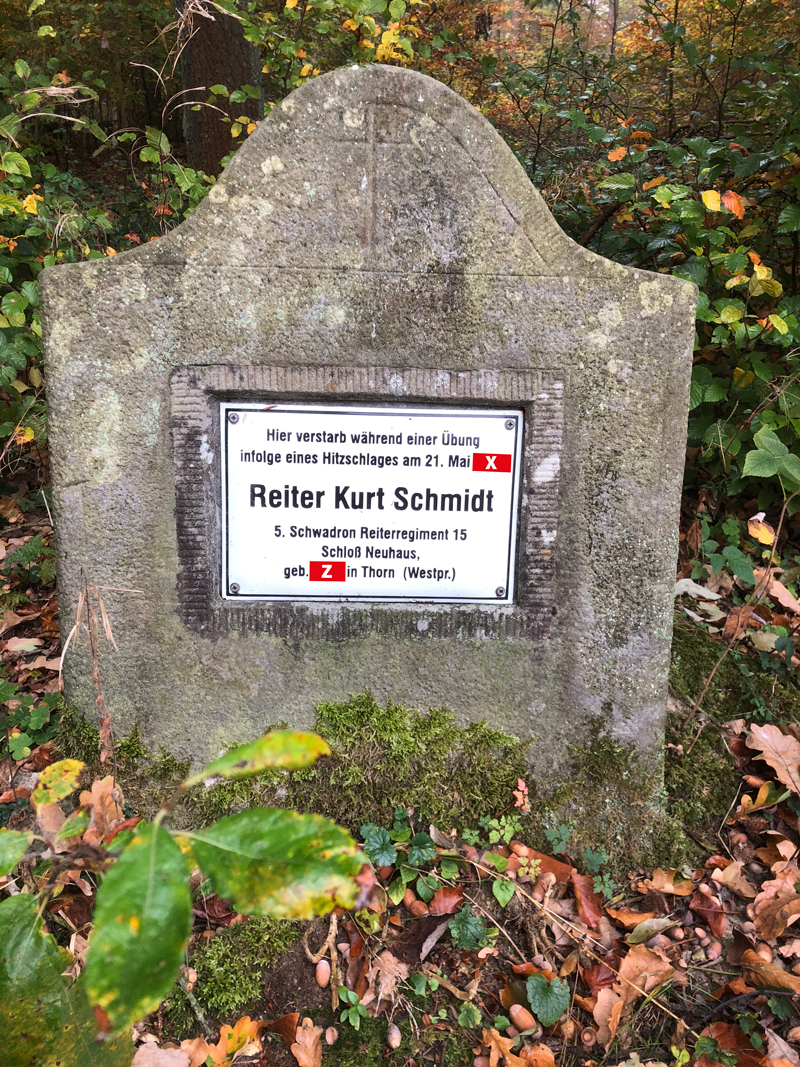 Hier verstarb während einer Übung
infolge eines Hitzschlages am 21. Mai X
Reiter Kurt Schmidt
5. Schwadron Reiterregiment 15
Schloß Neuhaus,
geb. Z in Thorn (Westpr.)